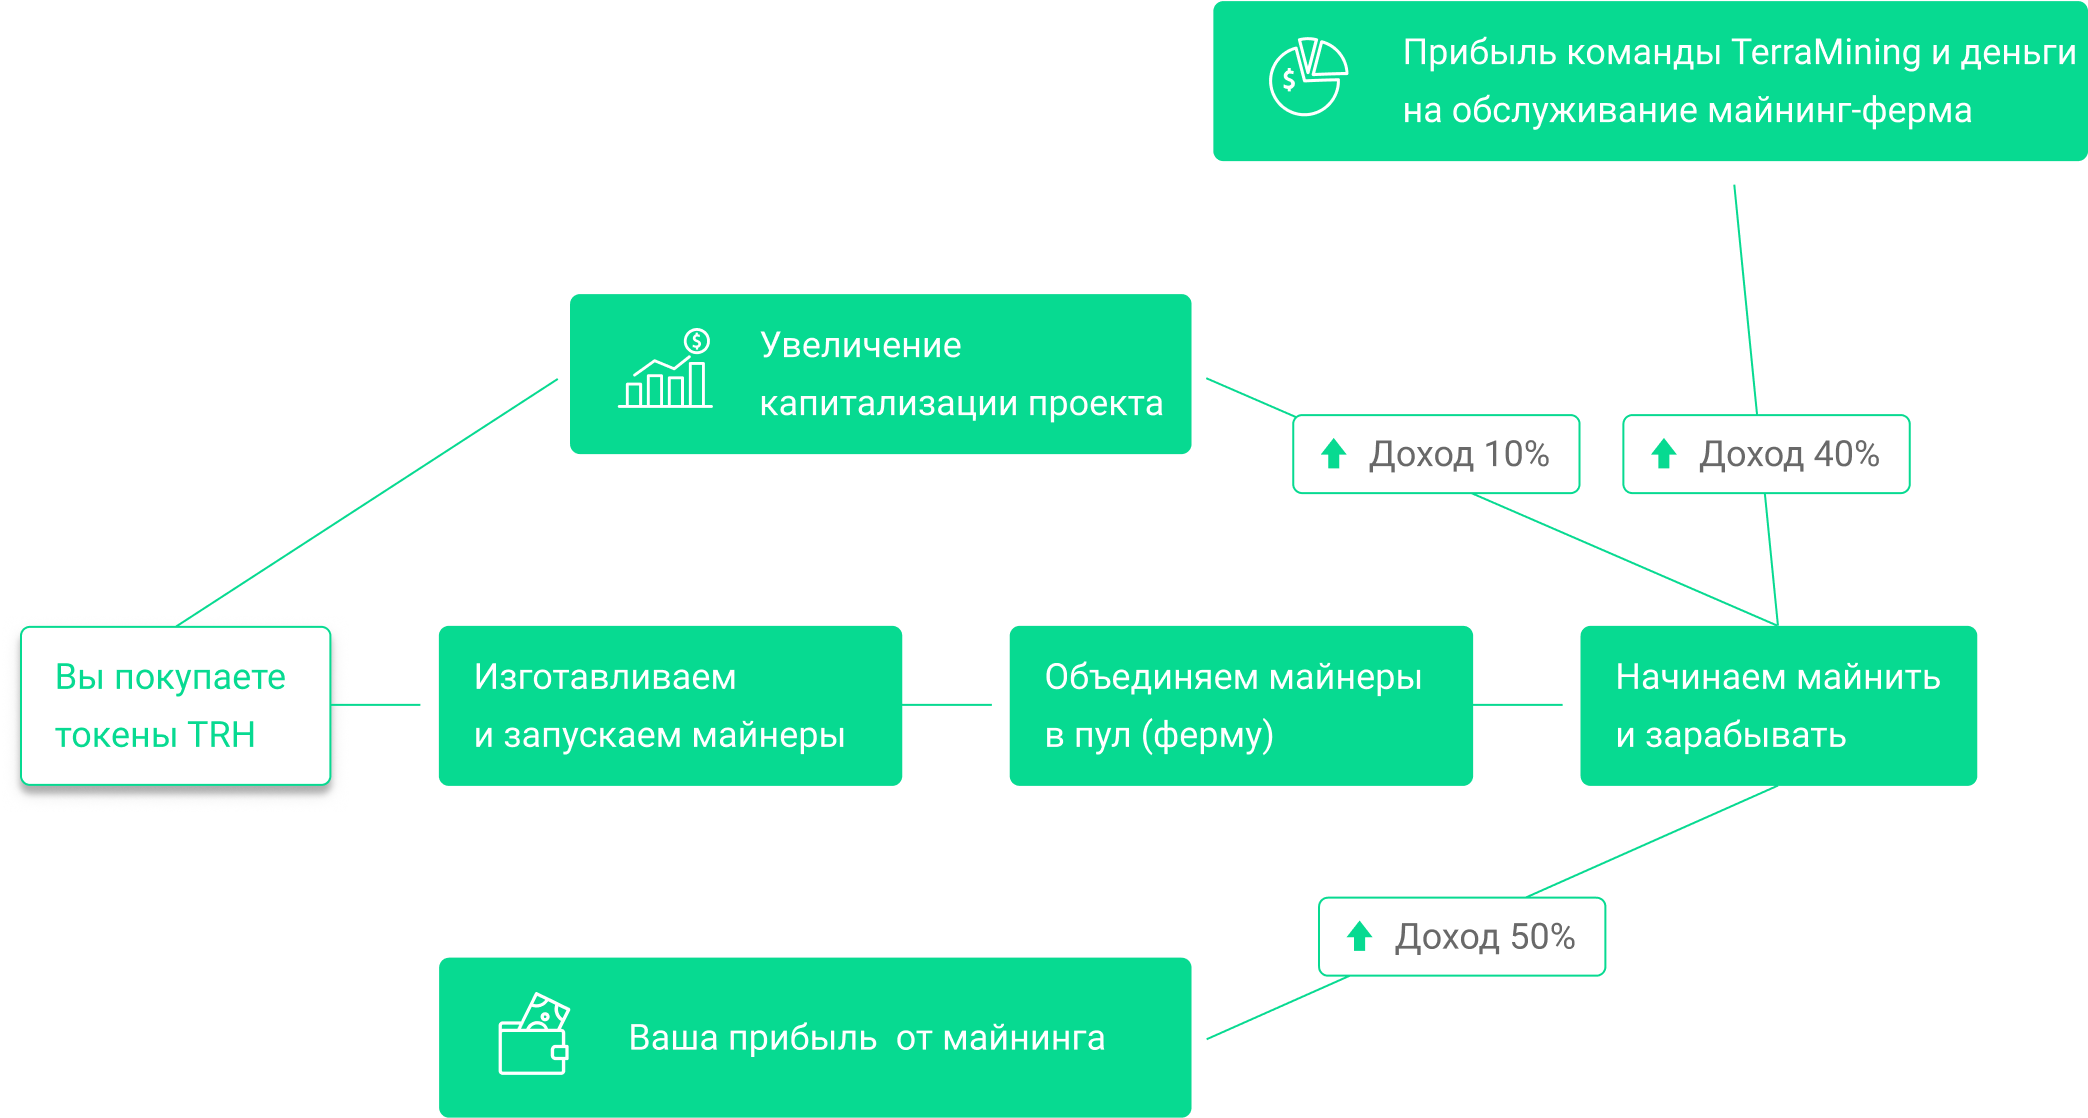 Прибыль команды TerraMining и деньги
на обслуживание майнинг-ферма
Увеличение
капитализации проекта
Доход 10%
Доход 40%
Вы покупаете
токены TRH
Изготавливаем
и запускаем майнеры
Объединяем майнеры
в пул (ферму)
Начинаем майнить
и зарабывать
Доход 50%
Ваша прибыль от майнинга